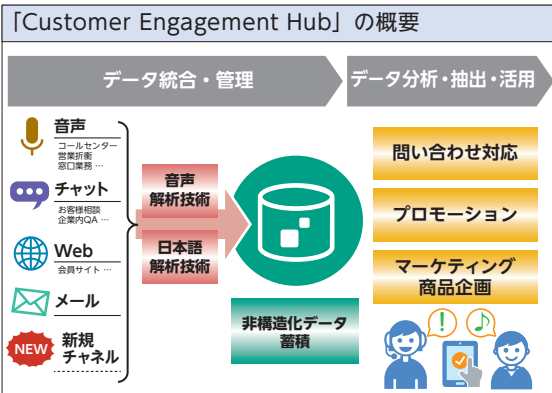 「Customer Engagement Hub」の概要
データ統合・管理
データ分析・抽出・活用
音声
コールセンター
営業折衝
窓口業務 …
チャット
お客様相談
企業内QA …
Web
会員サイト …
メール
NEW
新規
チャネル
音声
解析技術
日本語
解析技術
非構造化データ
蓄積
問い合わせ対応
プロモーション
マーケティング
商品企画
!
♪